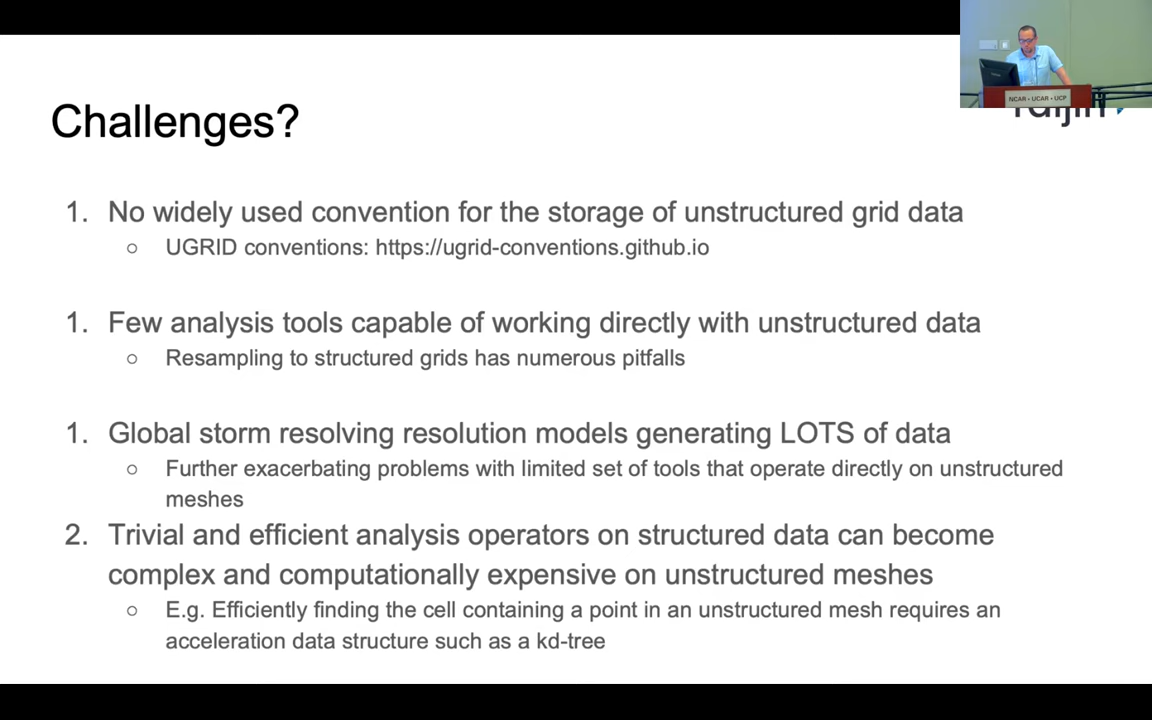 NCAR • UCAR • UCP
raijin
Challenges?
1. No widely used convention for the storage of unstructured grid data
○ UGRID conventions: https://ugrid-conventions.github.io
1. Few analysis tools capable of working directly with unstructured data
○ Resampling to structured grids has numerous pitfalls
1. Global storm resolving resolution models generating LOTS of data
○ Further exacerbating problems with limited set of tools that operate directly on unstructured
meshes
2. Trivial and efficient analysis operators on structured data can become
complex and computationally expensive on unstructured meshes
○ E.g. Efficiently finding the cell containing a point in an unstructured mesh requires an
acceleration data structure such as a kd-tree